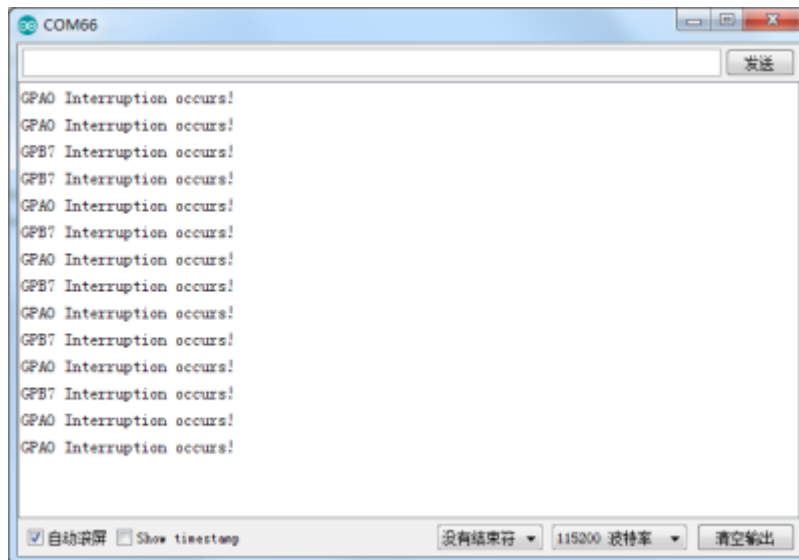 COM66
发送
GPA0 Interruption occurs!
GPA0 Interruption occurs!
GPB7 Interruption occurs!
GPB7 Interruption occurs!
GPA0 Interruption occurs!
GPB7 Interruption occurs!
GPA0 Interruption occurs!
GPB7 Interruption occurs!
GPA0 Interruption occurs!
GPB7 Interruption occurs!
GPA0 Interruption occurs!
GPB7 Interruption occurs!
GPA0 Interruption occurs!
GPA0 Interruption occurs!
自动滚屏 Show timestamp 没有结束符 115200 波特率 清空输出